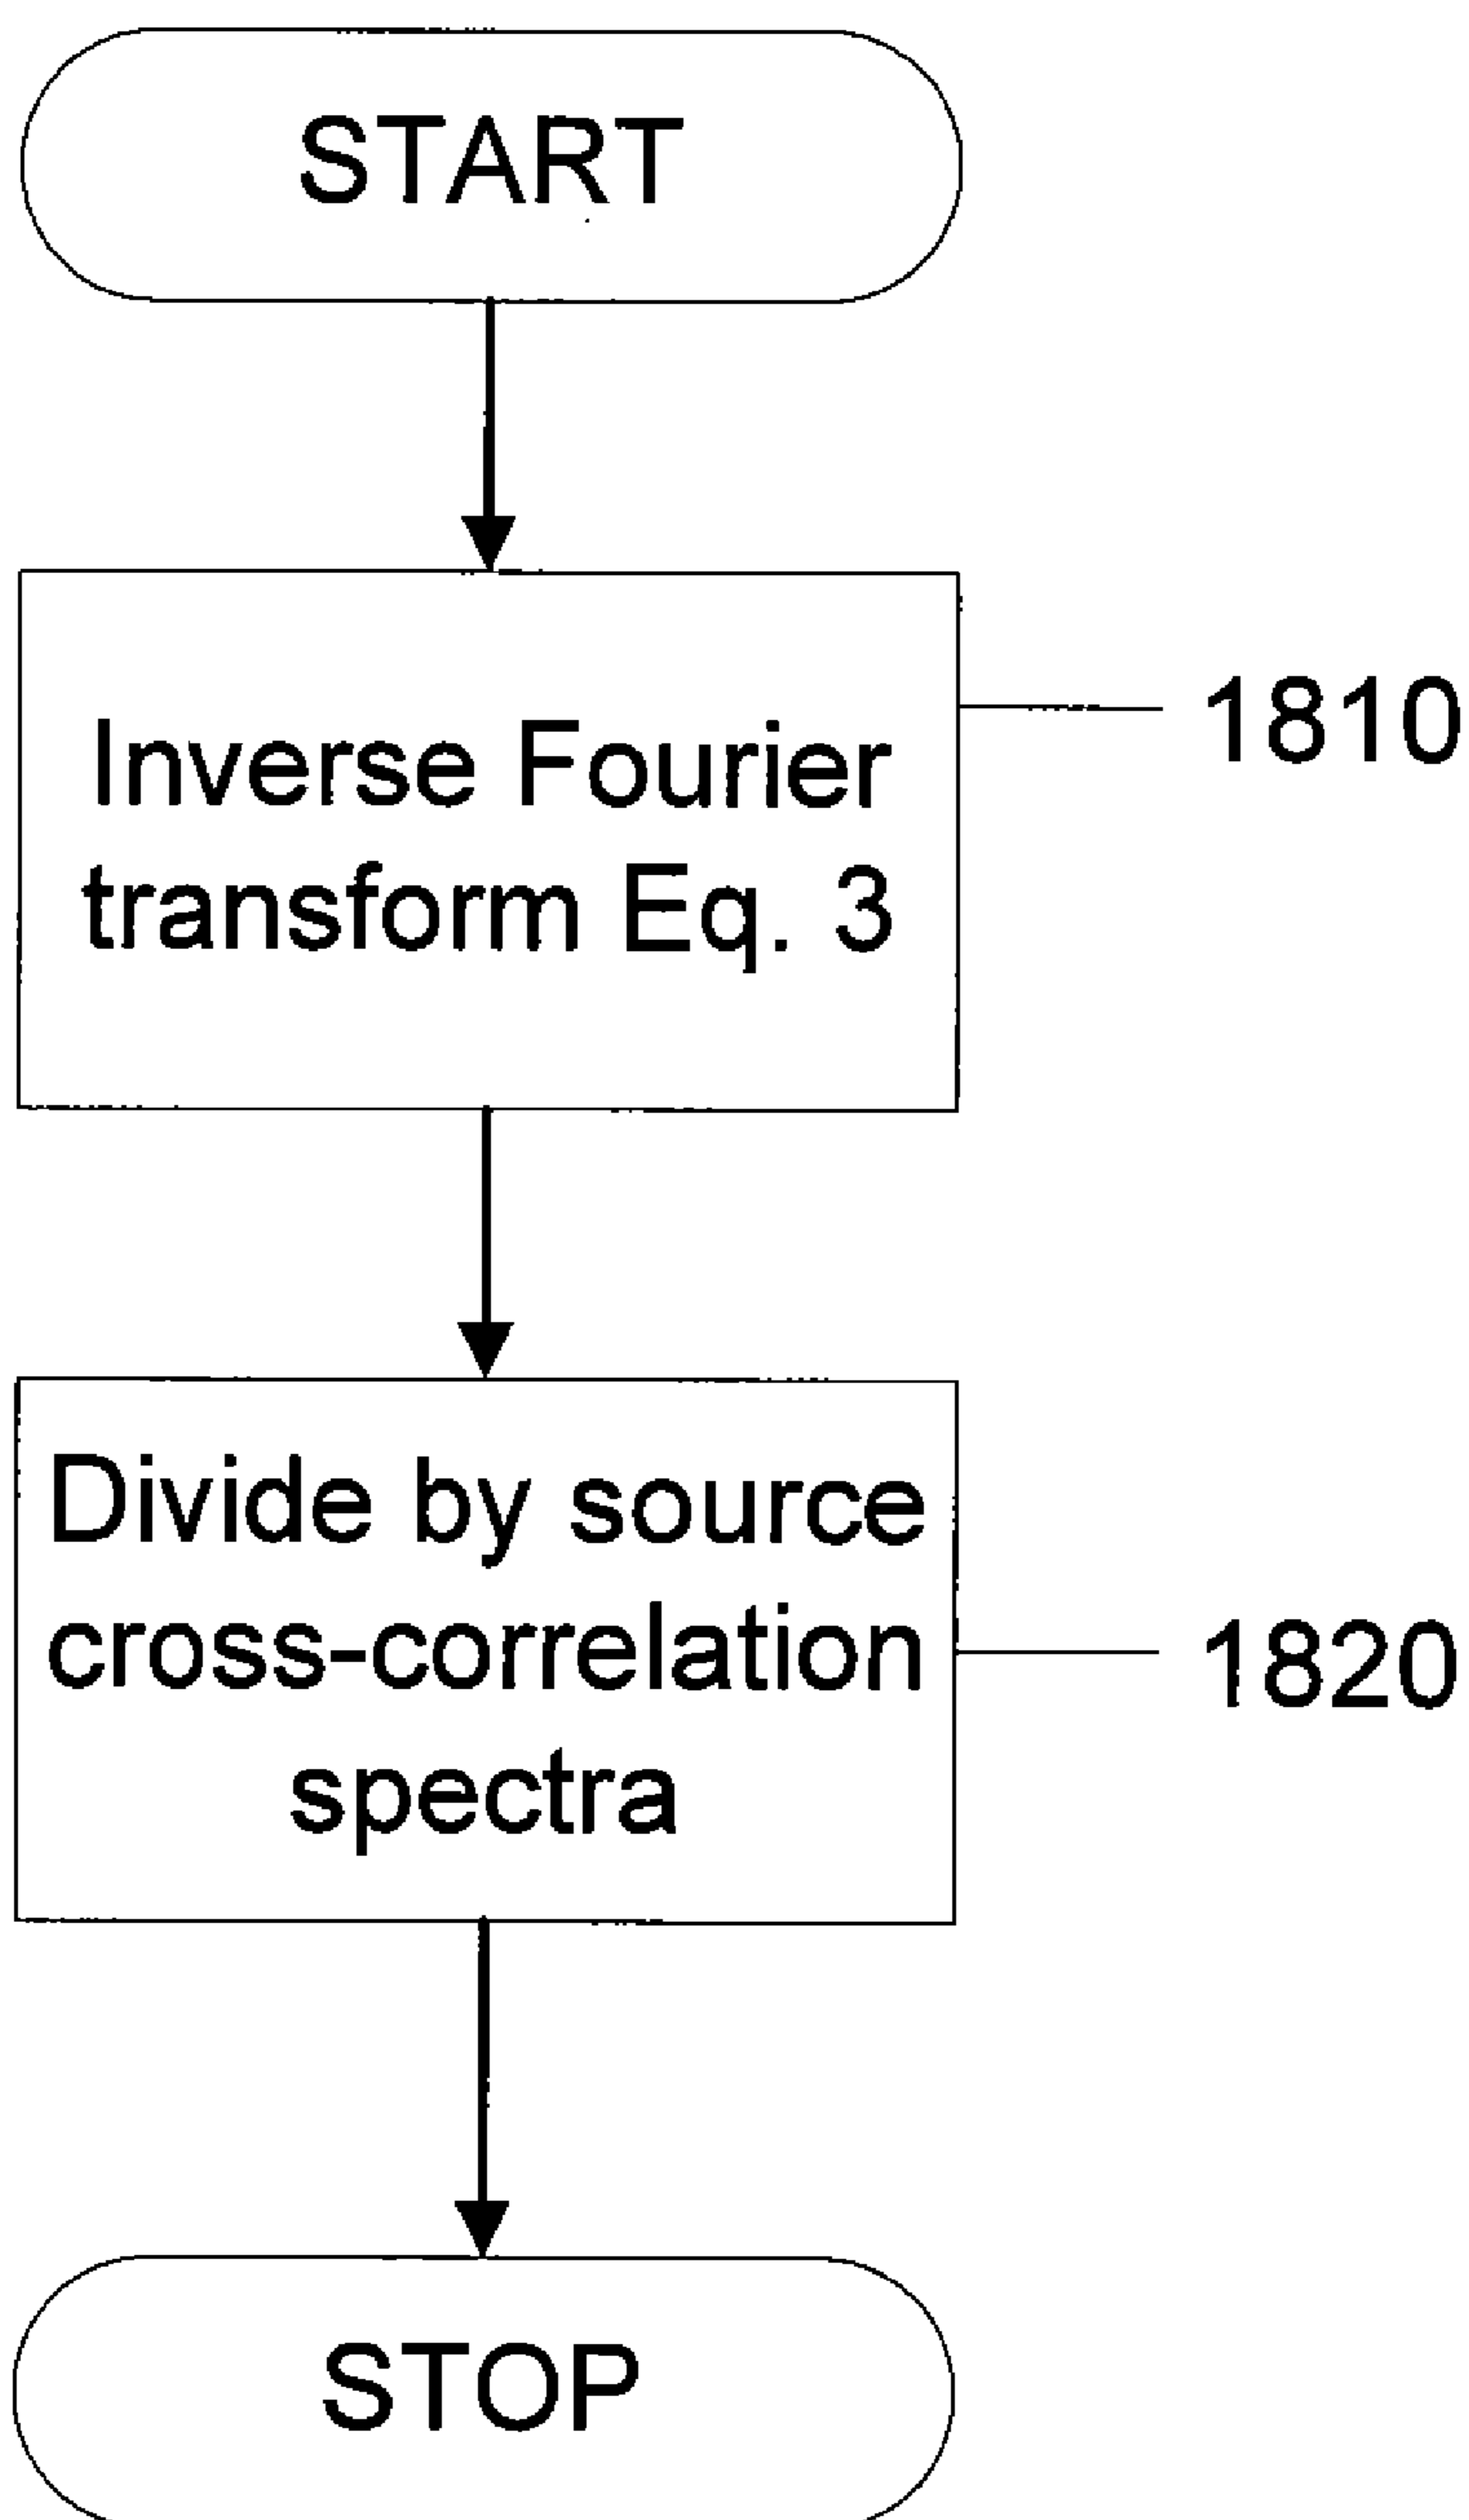 START
1810
Inverse Fourier
transform Eq. 3
Divide by source
cross-correlation
1820
spectra
STOP